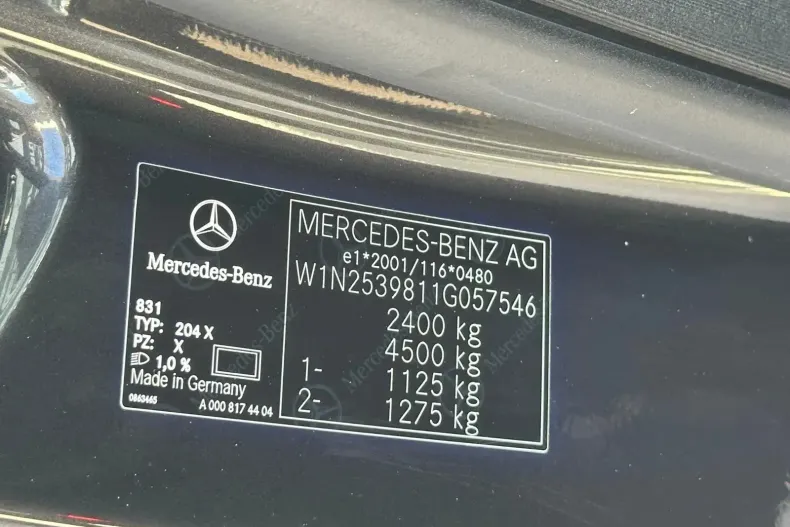 Mercedes-Benz
831
TYP: 204 X
PZ: X
1,0 %
Made in Germany
0863465
A 000 817 44 04
MERCEDES-BENZ AG
e1*2001/116*0480
W1N2539811G057546
2400 kg
4500 kg
1- 1125 kg
2- 1275 kg